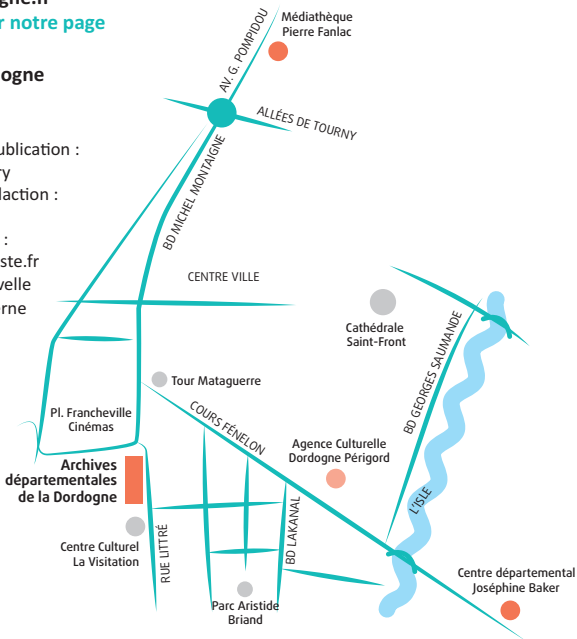 gne.fr
r notre page
ogne
ublication :
ry
daction :
:
ste.fr
velle
erne
Médiathèque
Pierre Fanlac
AV. G. POMPIDOU
ALLÉES DE TOURNY
BD MICHEL MONTAIGNE
CENTRE VILLE
Cathédrale
Saint-Front
BD GEORGES SAUMANDE
Tour Mataguerre
Pl. Francheville
Cinémas
COURS FÉNELON
Agence Culturelle
Dordogne Périgord
Archives
départementales
de la Dordogne
L'ISLE
Centre Culturel
La Visitation
RUE LITTRÉ
BD LAKANAL
Parc Aristide
Briand
Centre départemental
Joséphine Baker